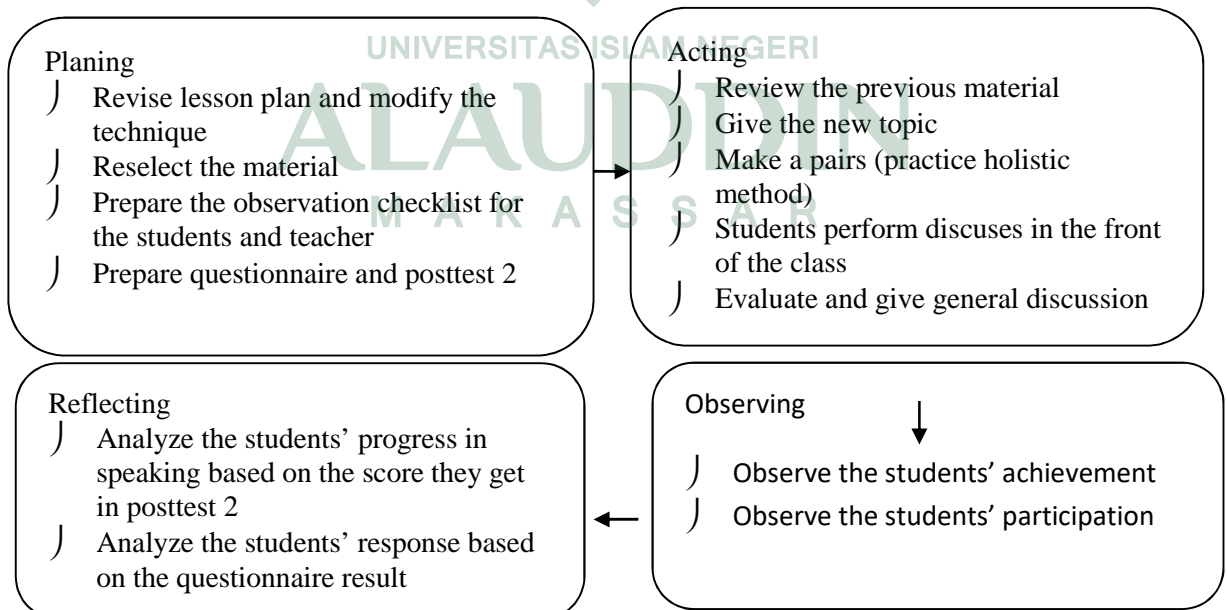 UNIVERSITAS ISLAM NEGERI
ALAUDDIN
MAKASSAR
Planing
Revise lesson plan and modify the
technique
Reselect the material
Prepare the observation checklist for
the students and teacher
Prepare questionnaire and posttest 2
Acting
Review the previous material
Give the new topic
Make a pairs (practice holistic
method)
Students perform discuses in the front
of the class
Evaluate and give general discussion
Reflecting
Analyze the students’ progress in
speaking based on the score they get
in posttest 2
Analyze the students’ response based
on the questionnaire result
Observing
Observe the students’ achievement
Observe the students’ participation